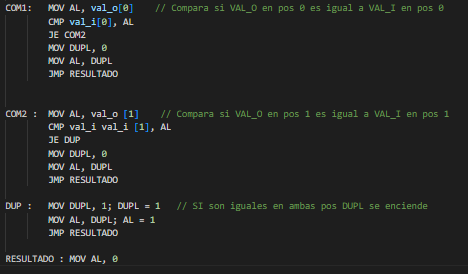 COM1:   MOV AL, val_o[0]   // Compara si VAL_O en pos 0 es igual a VAL_I en pos 0
        CMP val_i[0], AL
        JE COM2
        MOV DUPL, 0
        MOV AL, DUPL
        JMP RESULTADO
COM2 :  MOV AL, val_o [1]    // Compara si VAL_O en pos 1 es igual a VAL_I en pos 1
        CMP val_i val_i [1], AL
        JE DUP
        MOV DUPL, 0
        MOV AL, DUPL
        JMP RESULTADO
DUP :   MOV DUPL, 1; DUPL = 1   // SI son iguales en ambas pos DUPL se enciende
        MOV AL, DUPL; AL = 1
        JMP RESULTADO
RESULTADO : MOV AL, 0